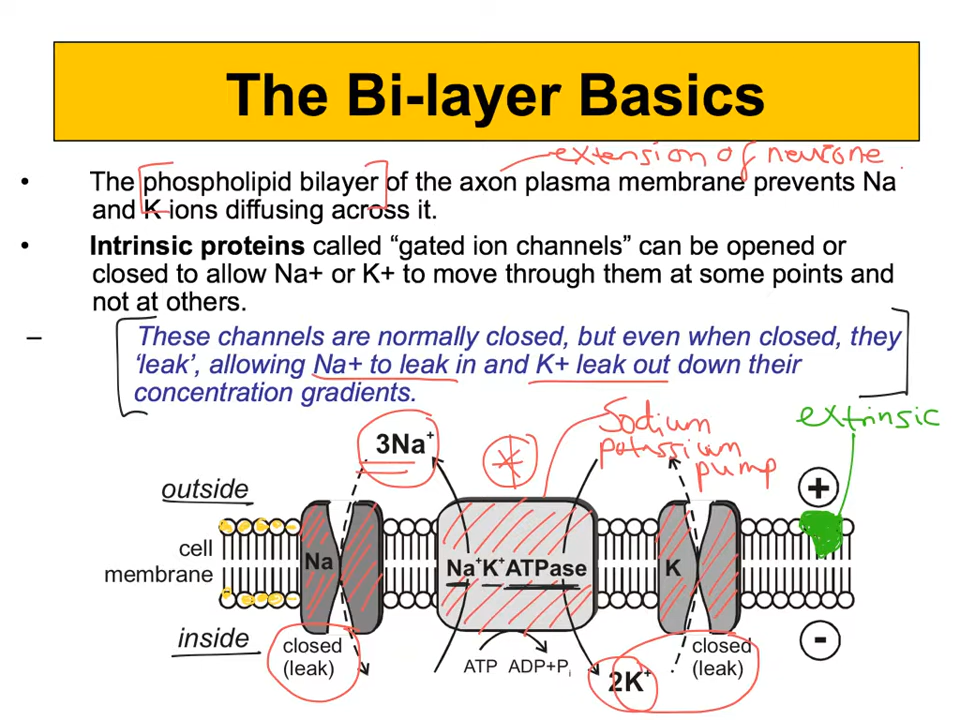 The Bi-layer Basics
extension of neurone
• The phospholipid bilayer of the axon plasma membrane prevents Na
and K ions diffusing across it.
• Intrinsic proteins called “gated ion channels” can be opened or
closed to allow Na+ or K+ to move through them at some points and
not at others.
– These channels are normally closed, but even when closed, they
‘leak’, allowing Na+ to leak in and K+ leak out down their
concentration gradients.
extrinsic
Sodium
potassium
pump
3Na⁺
outside
+
cell
membrane
Na
Na⁺K⁺ATPase
K
inside
-
closed
(leak)
ATP
ADP+Pᵢ
2K⁺
closed
(leak)